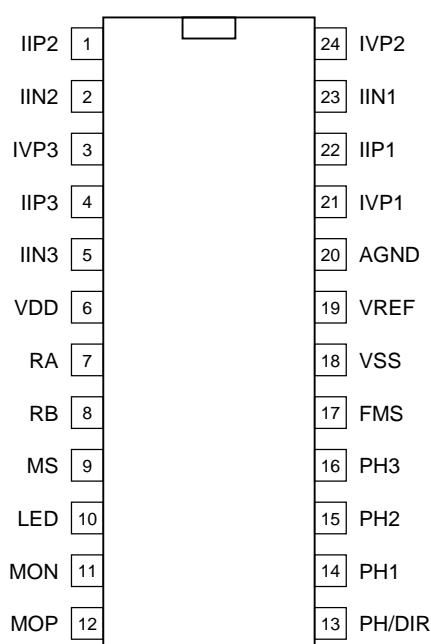 IIP2 1 24 IVP2
IIN2 2 23 IIN1
IVP3 3 22 IIP1
IIP3 4 21 IVP1
IIN3 5 20 AGND
VDD 6 19 VREF
RA 7 18 VSS
RB 8 17 FMS
MS 9 16 PH3
LED 10 15 PH2
MON 11 14 PH1
MOP 12 13 PH/DIR